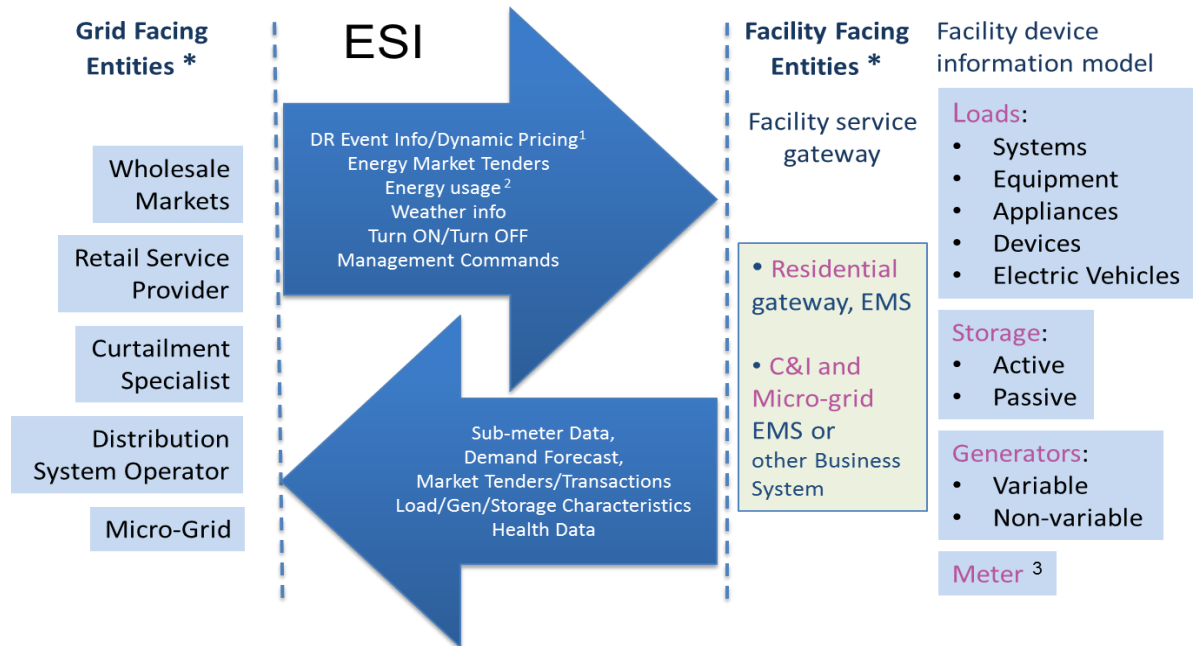 Grid Facing
Entities *
Wholesale
Markets
Retail Service
Provider
Curtailment
Specialist
Distribution
System Operator
Micro-Grid
ESI
DR Event Info/Dynamic Pricing¹
Energy Market Tenders
Energy usage ²
Weather info
Turn ON/Turn OFF
Management Commands
Sub-meter Data,
Demand Forecast,
Market Tenders/Transactions
Load/Gen/Storage Characteristics
Health Data
Facility Facing
Entities *
Facility service
gateway
• Residential
gateway, EMS
• C&I and
Micro-grid
EMS or
other Business
System
Facility device
information model
Loads:
• Systems
• Equipment
• Appliances
• Devices
• Electric Vehicles
Storage:
• Active
• Passive
Generators:
• Variable
• Non-variable
Meter ³